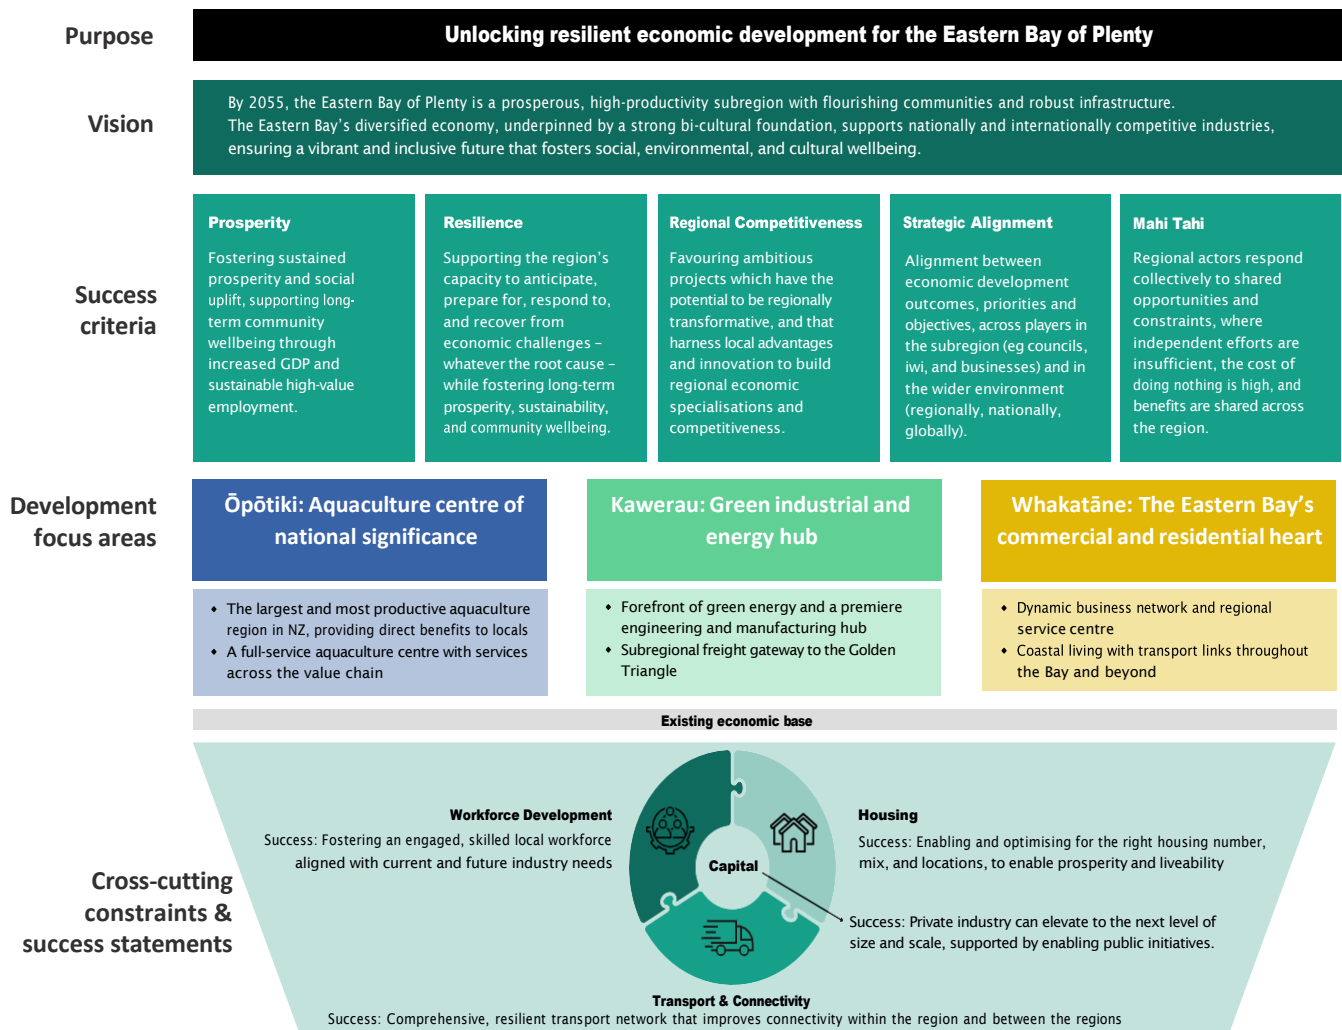 Purpose
Unlocking resilient economic development for the Eastern Bay of Plenty
Vision
By 2055, the Eastern Bay of Plenty is a prosperous, high-productivity subregion with flourishing communities and robust infrastructure.
The Eastern Bay's diversified economy, underpinned by a strong bi-cultural foundation, supports nationally and internationally competitive industries,
ensuring a vibrant and inclusive future that fosters social, environmental, and cultural wellbeing.
Success
criteria
Prosperity
Fostering sustained
prosperity and social
uplift, supporting long-
term community
wellbeing through
increased GDP and
sustainable high-value
employment.
Resilience
Supporting the region's
capacity to anticipate,
prepare for, respond to,
and recover from
economic challenges –
whatever the root cause –
while fostering long-term
prosperity, sustainability,
and community wellbeing.
Regional Competitiveness
Favouring ambitious
projects which have the
potential to be regionally
transformative, and that
harness local advantages
and innovation to build
regional economic
specialisations and
competitiveness.
Strategic Alignment
Alignment between
economic development
outcomes, priorities and
objectives, across players in
the subregion (eg councils,
iwi, and businesses) and in
the wider environment
(regionally, nationally,
globally).
Mahi Tahi
Regional actors respond
collectively to shared
opportunities and
constraints, where
independent efforts are
insufficient, the cost of
doing nothing is high, and
benefits are shared across
the region.
Development
focus areas
Ōpōtiki: Aquaculture centre of
national significance
♦ The largest and most productive aquaculture
region in NZ, providing direct benefits to locals
♦ A full-service aquaculture centre with services
across the value chain
Kawerau: Green industrial and
energy hub
♦ Forefront of green energy and a premiere
engineering and manufacturing hub
♦ Subregional freight gateway to the Golden
Triangle
Whakatāne: The Eastern Bay's
commercial and residential heart
♦ Dynamic business network and regional
service centre
♦ Coastal living with transport links throughout
the Bay and beyond
Existing economic base
Cross-cutting
constraints &
success statements
Workforce Development
Success: Fostering an engaged, skilled local workforce
aligned with current and future industry needs
Capital
Housing
Success: Enabling and optimising for the right housing number,
mix, and locations, to enable prosperity and liveability
Success: Private industry can elevate to the next level of
size and scale, supported by enabling public initiatives.
Transport & Connectivity
Success: Comprehensive, resilient transport network that improves connectivity within the region and between the regions